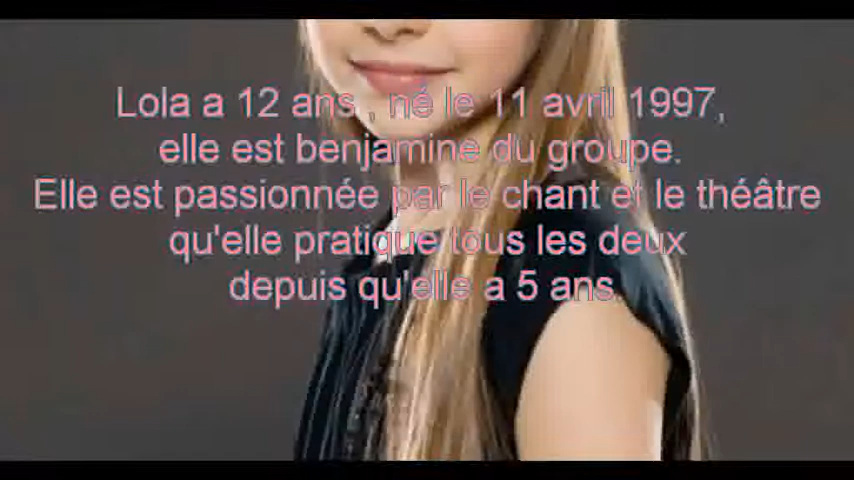 Lola a 12 ans , né le 11 avril 1997,
elle est benjamine du groupe.
Elle est passionnée par le chant et le théâtre
qu'elle pratique tous les deux
depuis qu'elle a 5 ans.